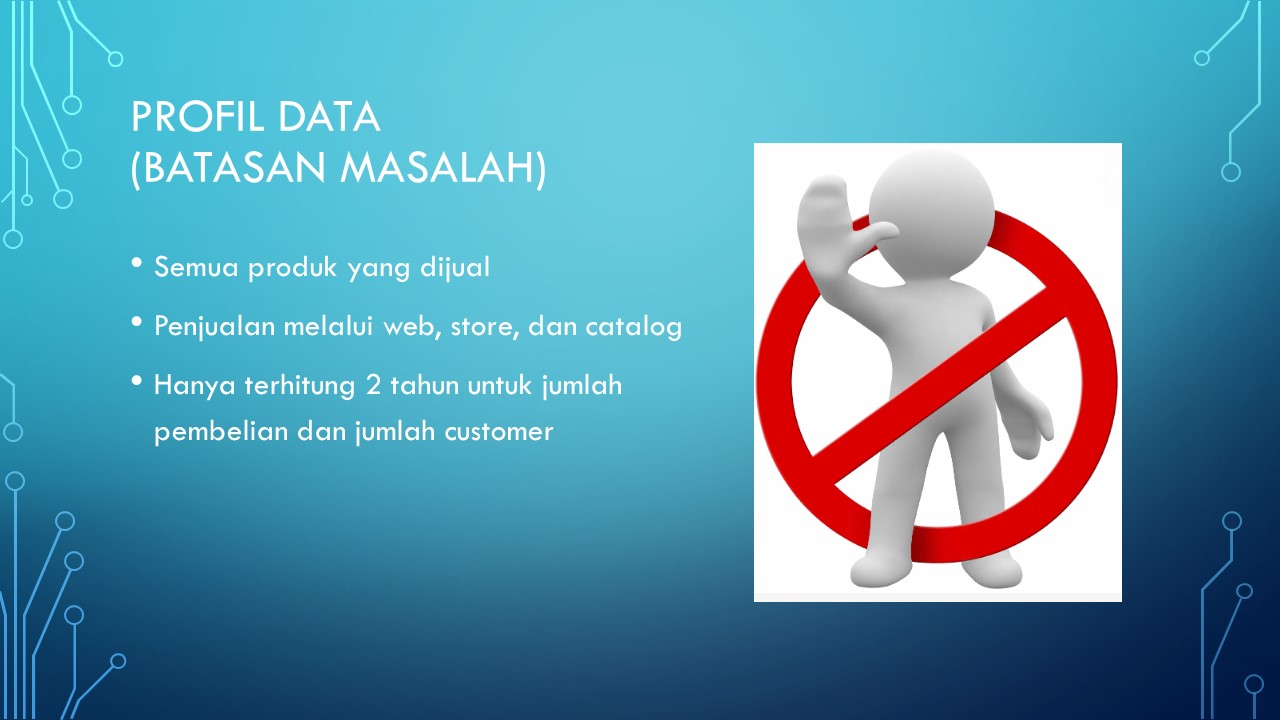 PROFIL DATA
(BATASAN MASALAH)
• Semua produk yang dijual
• Penjualan melalui web, store, dan catalog
• Hanya terhitung 2 tahun untuk jumlah
pembelian dan jumlah customer